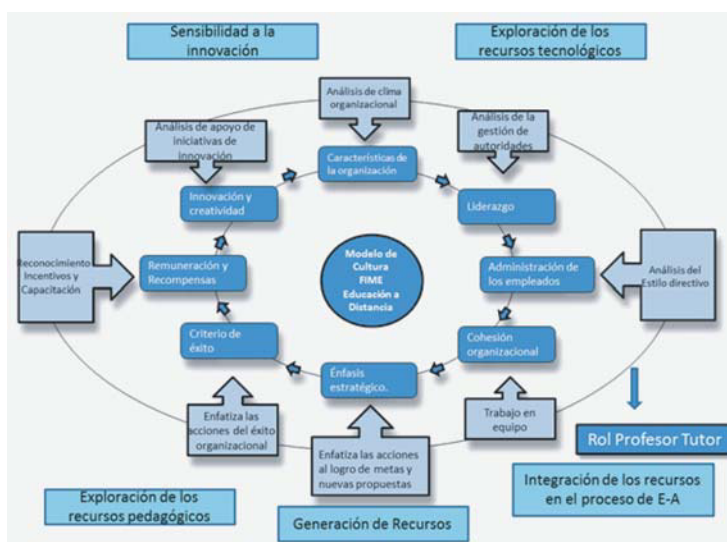 Sensibilidad a la
innovación
Exploración de los
recursos tecnológicos
Análisis de clima
organizacional
Análisis de apoyo de
iniciativas de
innovación
Análisis de la
gestión de
autoridades
Características de
la organización
Innovación y
creatividad
Liderazgo
Reconocimiento
Incentivos y
Capacitación
Remuneración y
Recompensas
Modelo de
Cultura
FIME
Educación a
Distancia
Administración de
los empleados
Análisis del
Estilo directivo
Criterio de
éxito
Cohesión
organizacional
Énfasis
estratégico.
Enfatiza las
acciones del éxito
organizacional
Trabajo en
equipo
Rol Profesor Tutor
Enfatiza las acciones
al logro de metas y
nuevas propuestas
Exploración de los
recursos pedagógicos
Generación de Recursos
Integración de los recursos
en el proceso de E-A